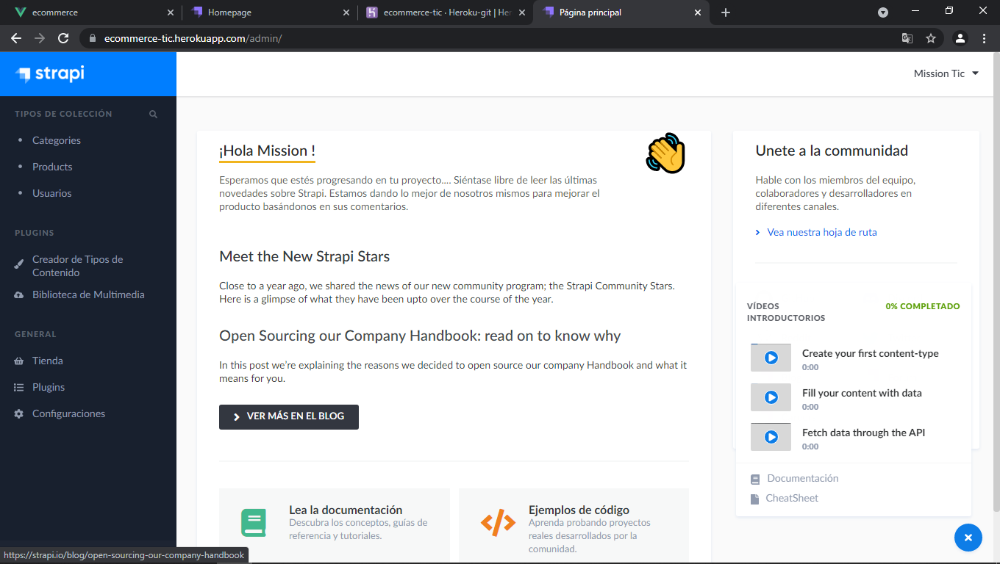 ecommerce
Homepage
ecommerce-tic · Heroku-git | Her
Página principal
ecommerce-tic.herokuapp.com/admin/
strapi
Mission Tic
TIPOS DE COLECCIÓN
Categories
Products
Usuarios
PLUGINS
Creador de Tipos de
Contenido
Biblioteca de Multimedia
GENERAL
Tienda
Plugins
Configuraciones
¡Hola Mission !
Esperamos que estés progresando en tu proyecto.... Siéntase libre de leer las últimas
novedades sobre Strapi. Estamos dando lo mejor de nosotros mismos para mejorar el
producto basándonos en sus comentarios.
Meet the New Strapi Stars
Close to a year ago, we shared the news of our new community program; the Strapi Community Stars.
Here is a glimpse of what they have been upto over the course of the year.
Open Sourcing our Company Handbook: read on to know why
In this post we're explaining the reasons we decided to open source our company Handbook and what it
means for you.
VER MÁS EN EL BLOG
Lea la documentación
Descubra los conceptos, guías de
referencia y tutoriales.
Ejemplos de código
Aprenda probando proyectos
reales desarrollados por la
comunidad.
Unete a la comunidad
Hable con los miembros del equipo,
colaboradores y desarrolladores en
diferentes canales.
Vea nuestra hoja de ruta
VÍDEOS
INTRODUCTORIOS
0% COMPLETADO
Create your first content-type
0:00
Fill your content with data
0:00
Fetch data through the API
0:00
Documentación
CheatSheet
https://strapi.io/blog/open-sourcing-our-company-handbook